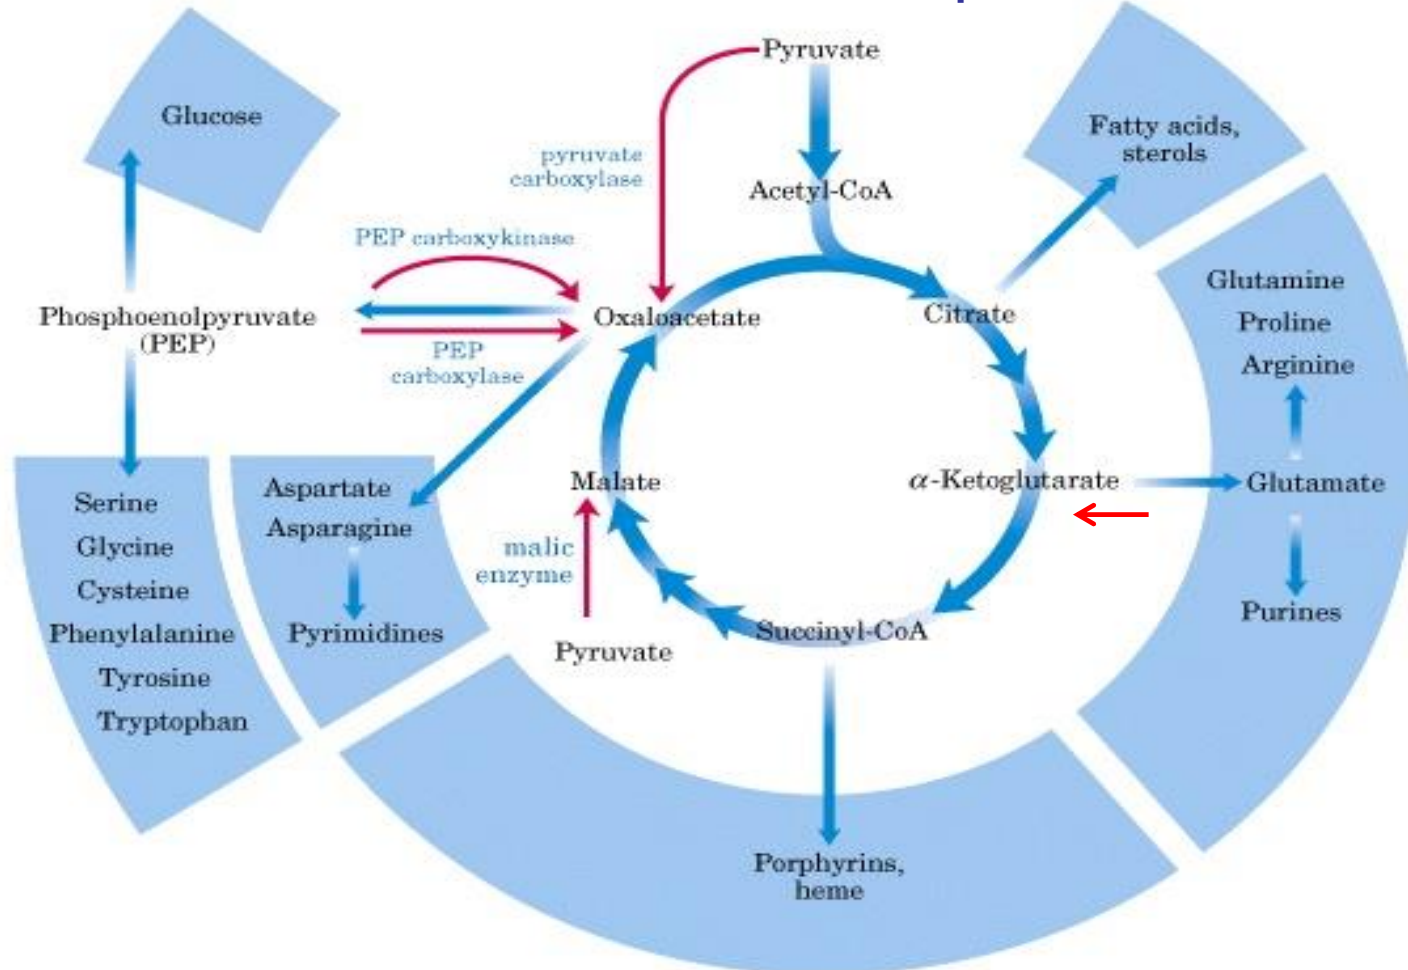 Pyruvate
Glucose
Fatty acids,
sterols
pyruvate
carboxylase
Acetyl-CoA
PEP carboxykinase
Glutamine
Phosphoenolpyruvate
(PEP)
Oxaloacetate
Citrate
Proline
PEP
carboxylase
Arginine
Serine
Glycine
Cysteine
Phenylalanine
Tyrosine
Tryptophan
Aspartate
Asparagine
Pyrimidines
Malate
α-Ketoglutarate
Glutamate
malic
enzyme
Purines
Pyruvate
Succinyl-CoA
Porphyrins,
heme